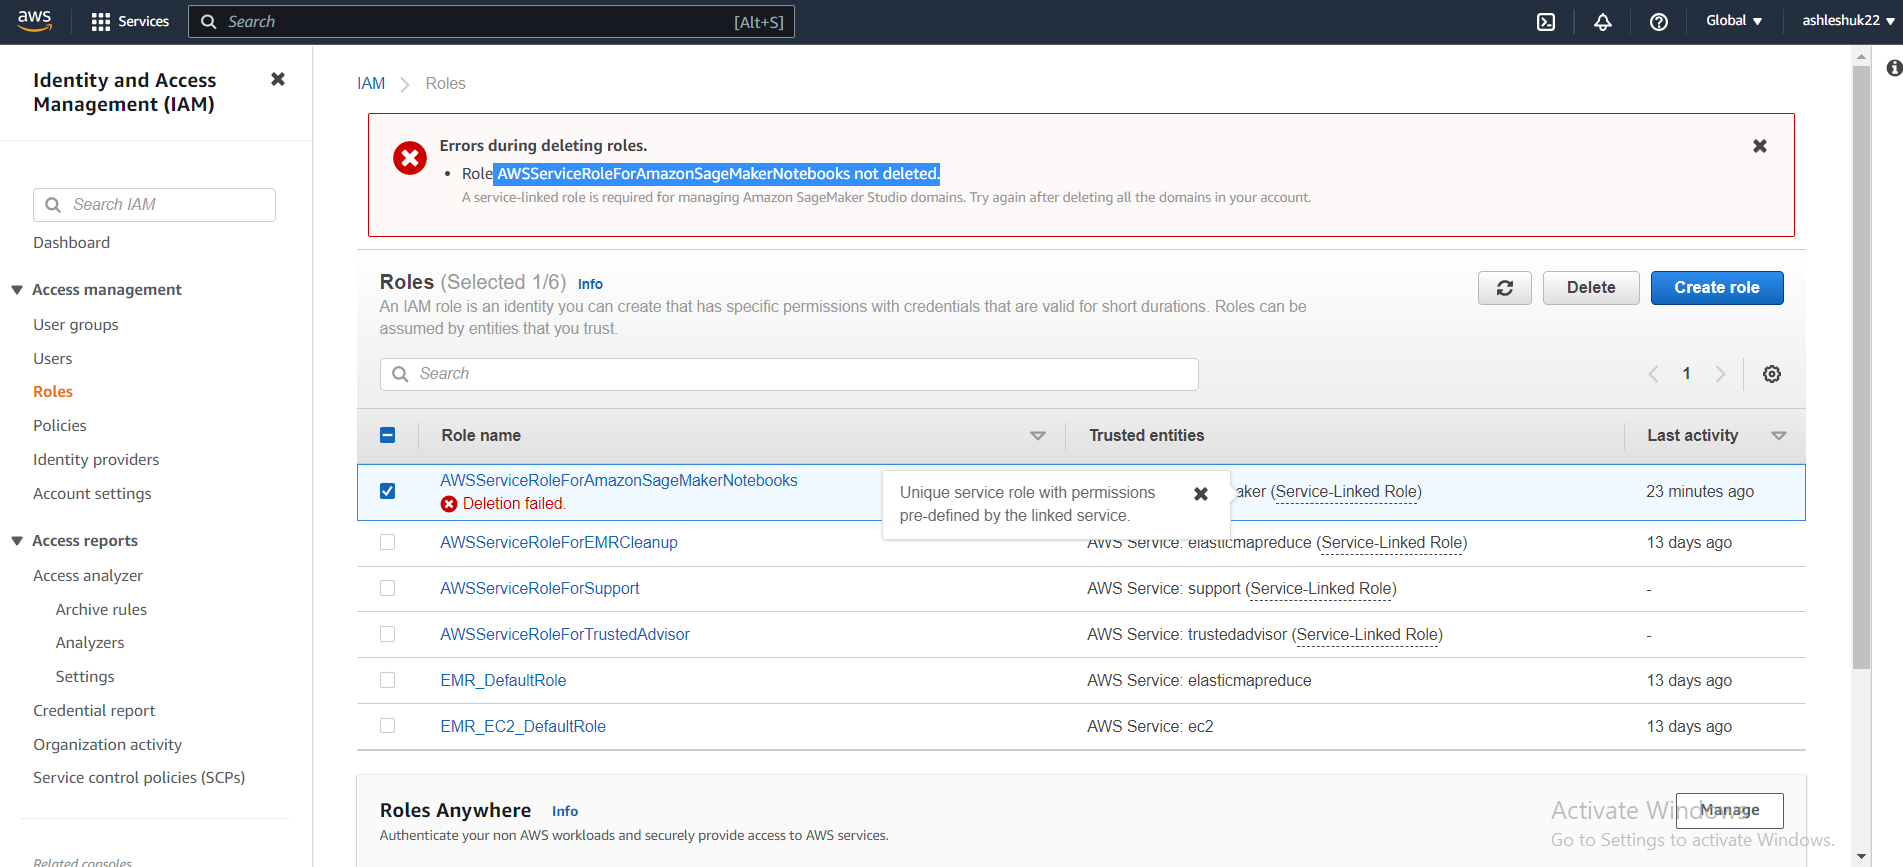 aws
Services
Search
[Alt+S]
Global
ashleshuk22
Identity and Access
Management (IAM)
Search IAM
Dashboard
Access management
User groups
Users
Roles
Policies
Identity providers
Account settings
Access reports
Access analyzer
Archive rules
Analyzers
Settings
Credential report
Organization activity
Service control policies (SCPs)
Related consoles
IAM
Roles
Errors during deleting roles.
• Role AWSServiceRoleForAmazonSageMakerNotebooks not deleted.
A service-linked role is required for managing Amazon SageMaker Studio domains. Try again after deleting all the domains in your account.
Roles (Selected 1/6) Info
An IAM role is an identity you can create that has specific permissions with credentials that are valid for short durations. Roles can be
assumed by entities that you trust.
Delete
Create role
Search
1
Role name
Trusted entities
Last activity
AWSServiceRoleForAmazonSageMakerNotebooks
Deletion failed.
Unique service role with permissions
pre-defined by the linked service.
aker (Service-Linked Role)
23 minutes ago
AWSServiceRoleForEMRCleanup
AWS Service: elasticmapreduce (Service-Linked Role)
13 days ago
AWSServiceRoleForSupport
AWS Service: support (Service-Linked Role)
-
AWSServiceRoleForTrustedAdvisor
AWS Service: trustedadvisor (Service-Linked Role)
-
EMR_DefaultRole
AWS Service: elasticmapreduce
13 days ago
EMR_EC2_DefaultRole
AWS Service: ec2
13 days ago
Roles Anywhere Info
Authenticate your non AWS workloads and securely provide access to AWS services.
Manage
Activate Windows
Go to Settings to activate Windows.